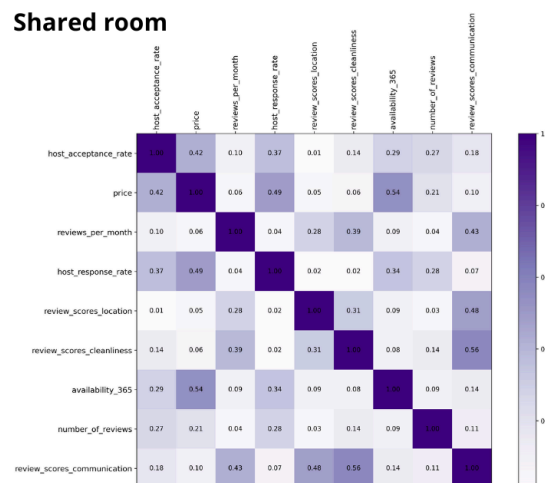 Shared room
host_acceptance_rate
price
reviews_per_month
host_response_rate
review_scores_location
review_scores_cleanliness
availability_365
number_of_reviews
review_scores_communication
host_acceptance_rate 1.00 0.42 0.10 0.37 0.01 0.14 0.29 0.27 0.18
price 0.42 1.00 0.06 0.49 0.05 0.06 0.54 0.21 0.10
reviews_per_month 0.10 0.06 1.00 0.04 0.28 0.39 0.09 0.04 0.43
host_response_rate 0.37 0.49 0.04 1.00 0.02 0.02 0.34 0.28 0.07
review_scores_location 0.01 0.05 0.28 0.02 1.00 0.31 0.09 0.03 0.48
review_scores_cleanliness 0.14 0.06 0.39 0.02 0.31 1.00 0.08 0.14 0.56
availability_365 0.29 0.54 0.09 0.34 0.09 0.08 1.00 0.09 0.14
number_of_reviews 0.27 0.21 0.04 0.28 0.03 0.14 0.09 1.00 0.11
review_scores_communication 0.18 0.10 0.43 0.07 0.48 0.56 0.14 0.11 1.00